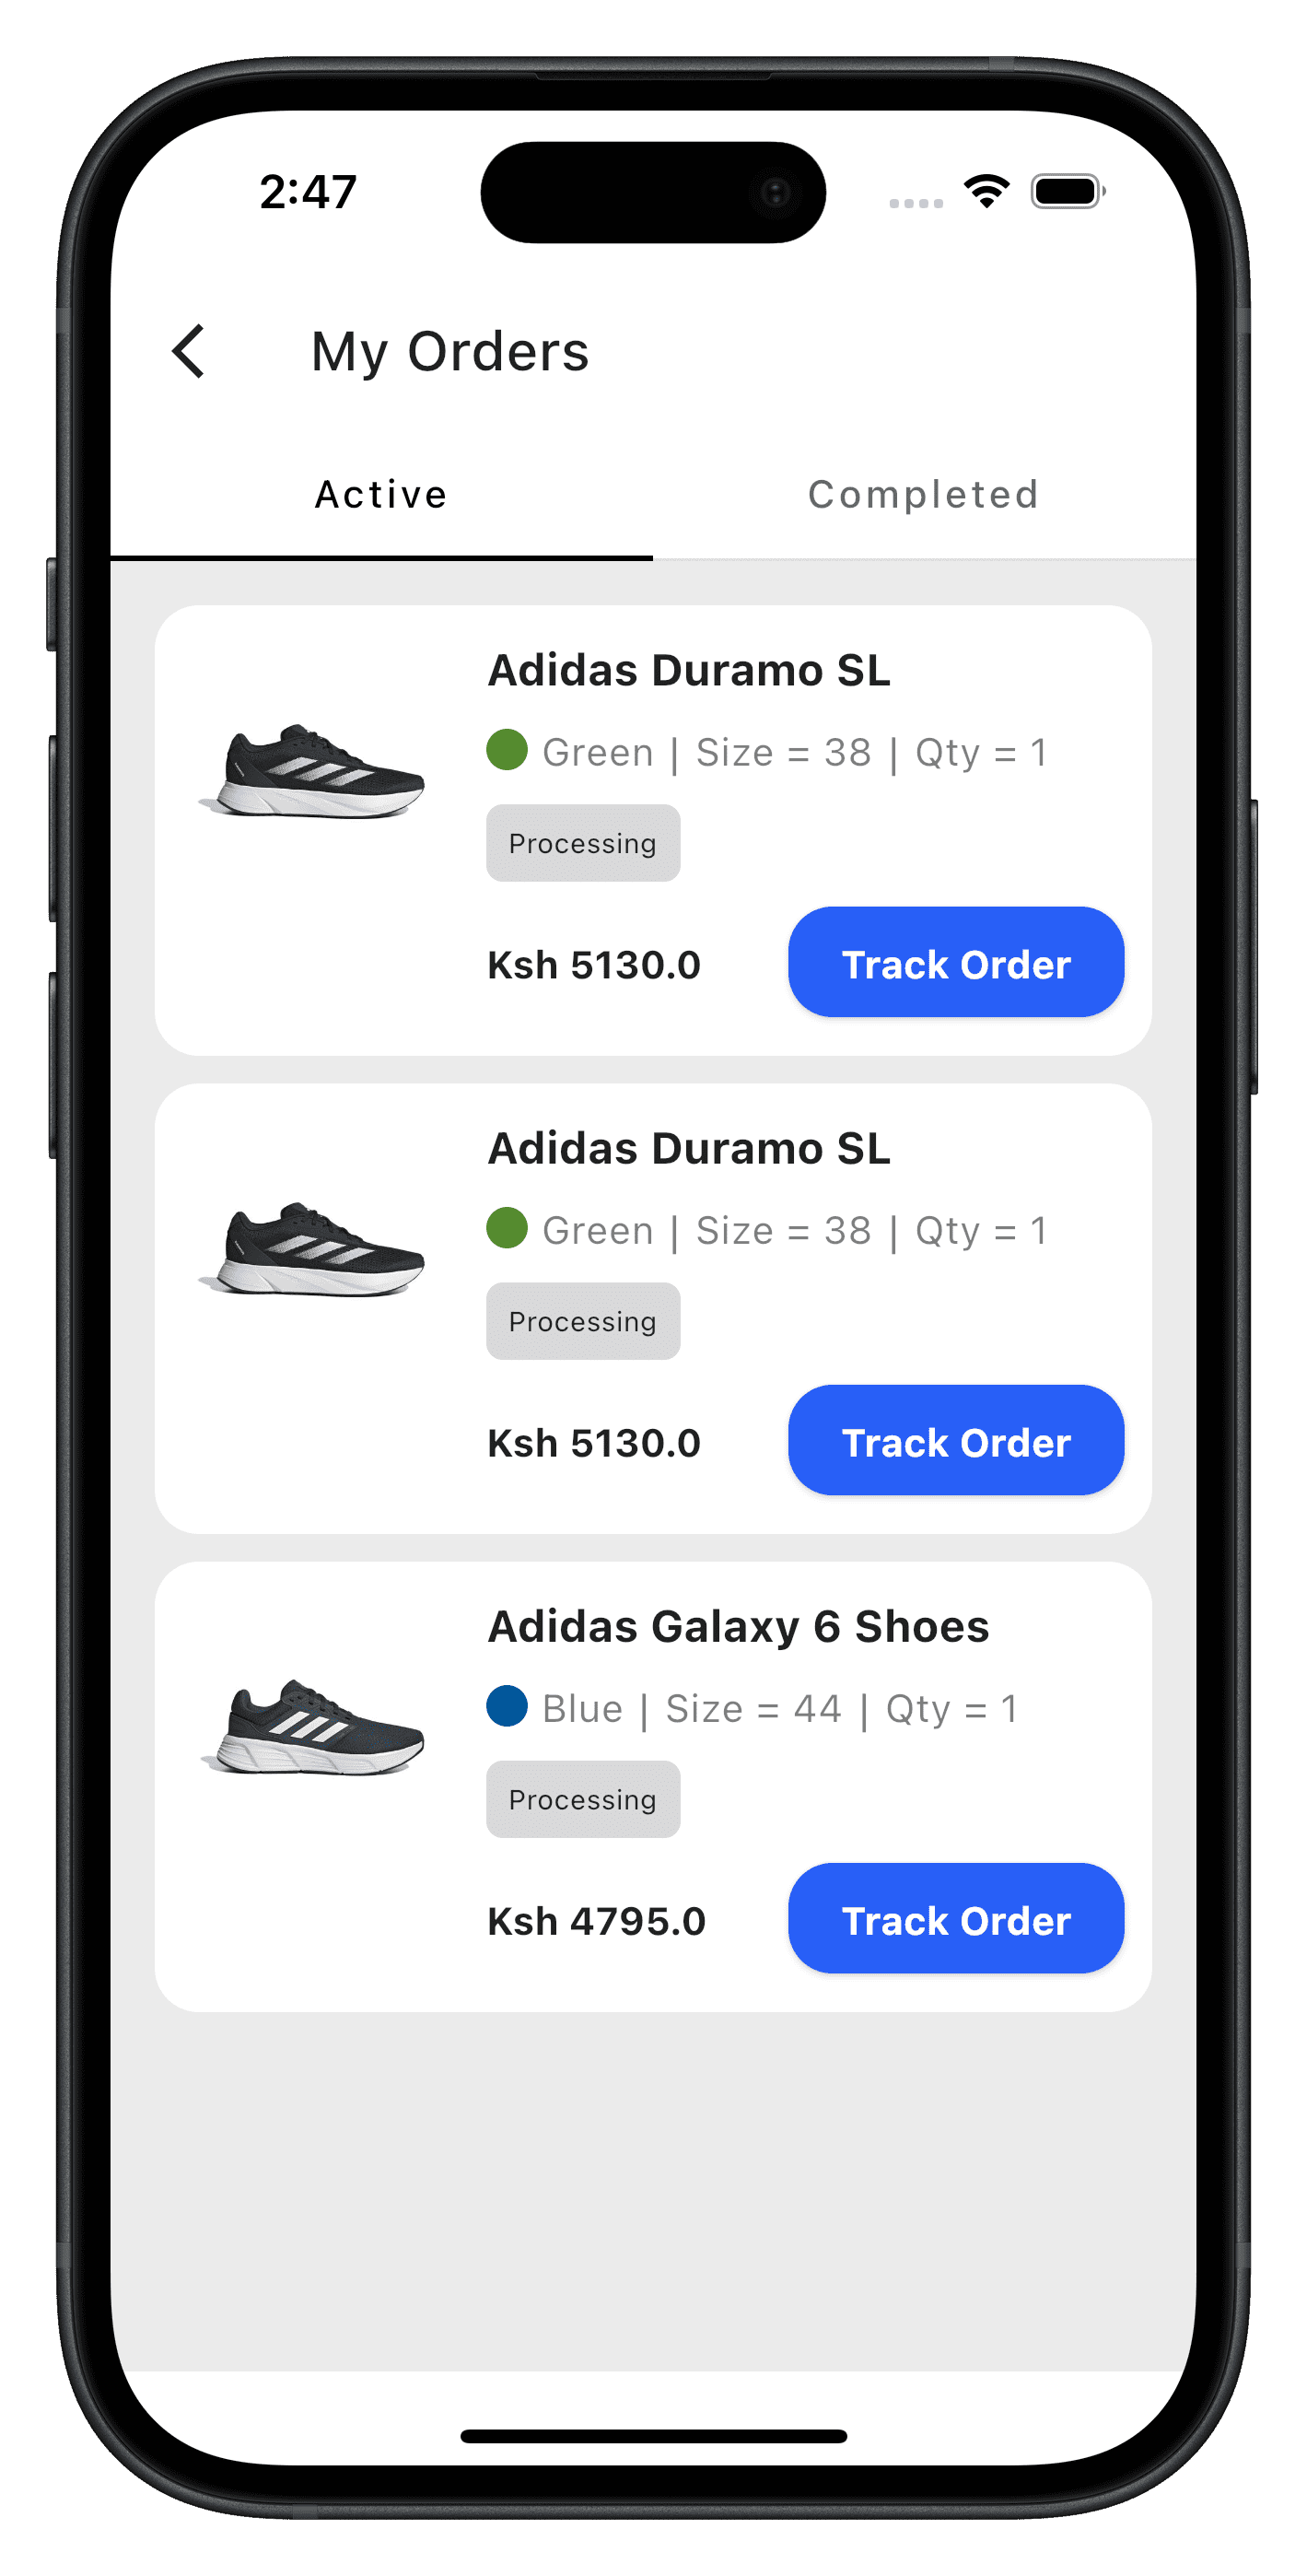 2:47
My Orders
Active Completed
Adidas Duramo SL
Green | Size = 38 | Qty = 1
Processing
Ksh 5130.0 Track Order
Adidas Duramo SL
Green | Size = 38 | Qty = 1
Processing
Ksh 5130.0 Track Order
Adidas Galaxy 6 Shoes
Blue | Size = 44 | Qty = 1
Processing
Ksh 4795.0 Track Order